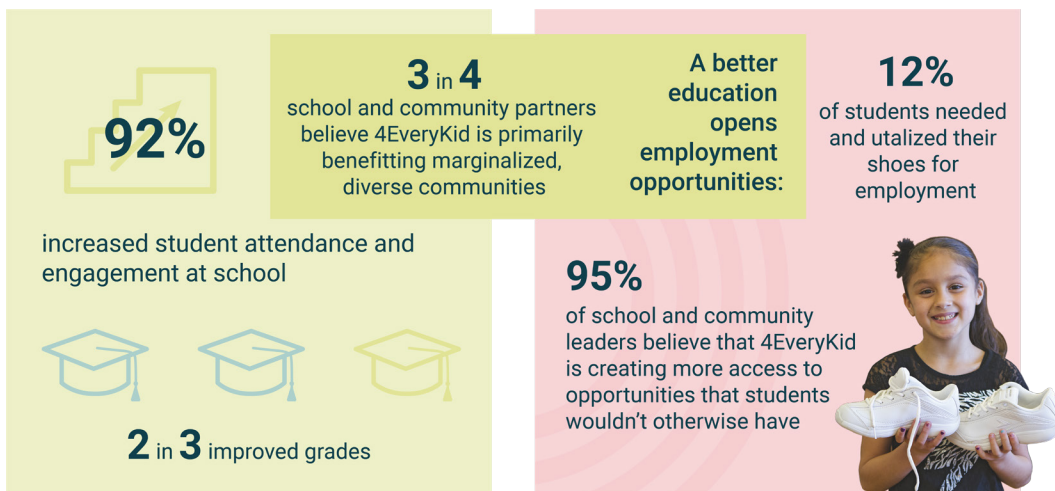 92%
increased student attendance and
engagement at school
2 in 3 improved grades
3 in 4
school and community partners
believe 4EveryKid is primarily
benefitting marginalized,
diverse communities
A better
education
opens
employment
opportunities:
12%
of students needed
and utalized their
shoes for
employment
95%
of school and community
leaders believe that 4EveryKid
is creating more access to
opportunities that students
wouldn’t otherwise have